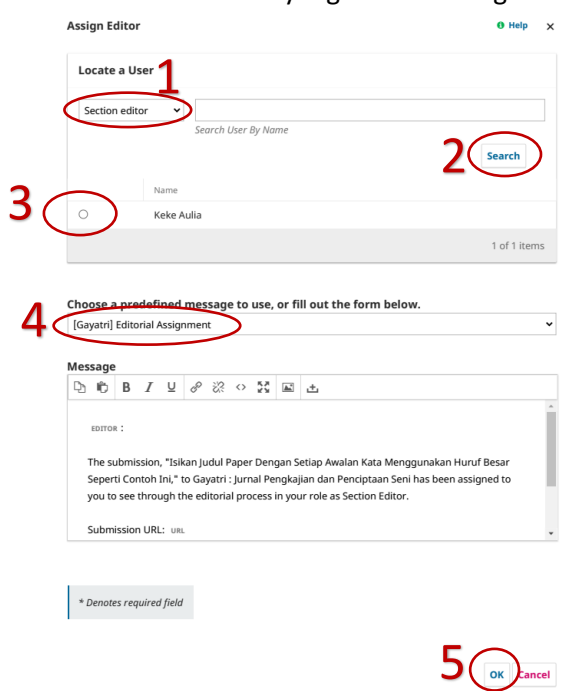 Assign Editor
Help ×
Locate a User
1
Section editor
Search User By Name
2
Search
Name
3
Keke Aulia
1 of 1 items
Choose a predefined message to use, or fill out the form below.
4
[Gayatri] Editorial Assignment
Message
B I U
EDITOR :
The submission, "Isikan Judul Paper Dengan Setiap Awalan Kata Menggunakan Huruf Besar
Seperti Contoh Ini," to Gayatri : Jurnal Pengkajian dan Penciptaan Seni has been assigned to
you to see through the editorial process in your role as Section Editor.
Submission URL: URL
* Denotes required field
5
OK Cancel